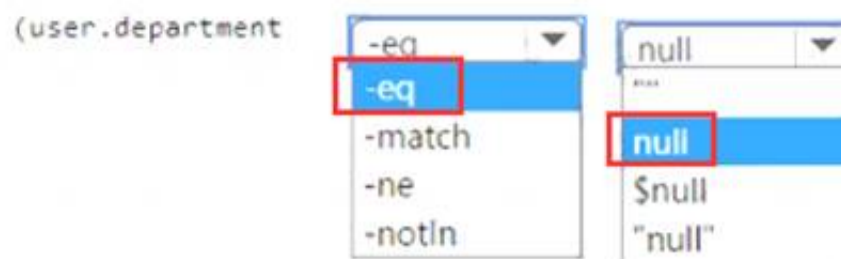 (user.department -eq null
-eq ""
-match null
-ne $null
-notIn "null"